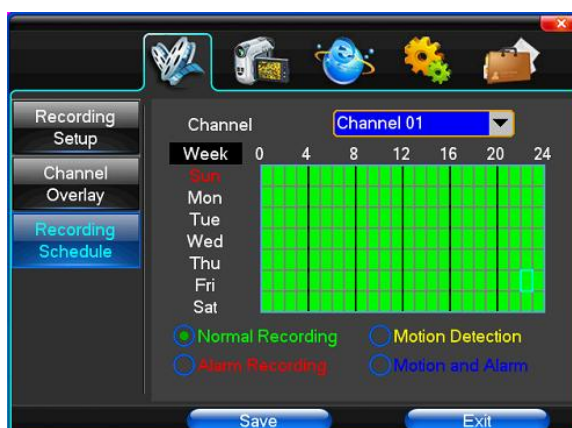 Recording
Setup
Channel
Overlay
Recording
Schedule
Channel Channel 01
Week 0 4 8 12 16 20 24
Sun
Mon
Tue
Wed
Thu
Fri
Sat
Normal Recording Motion Detection
Alarm Recording Motion and Alarm
Save Exit